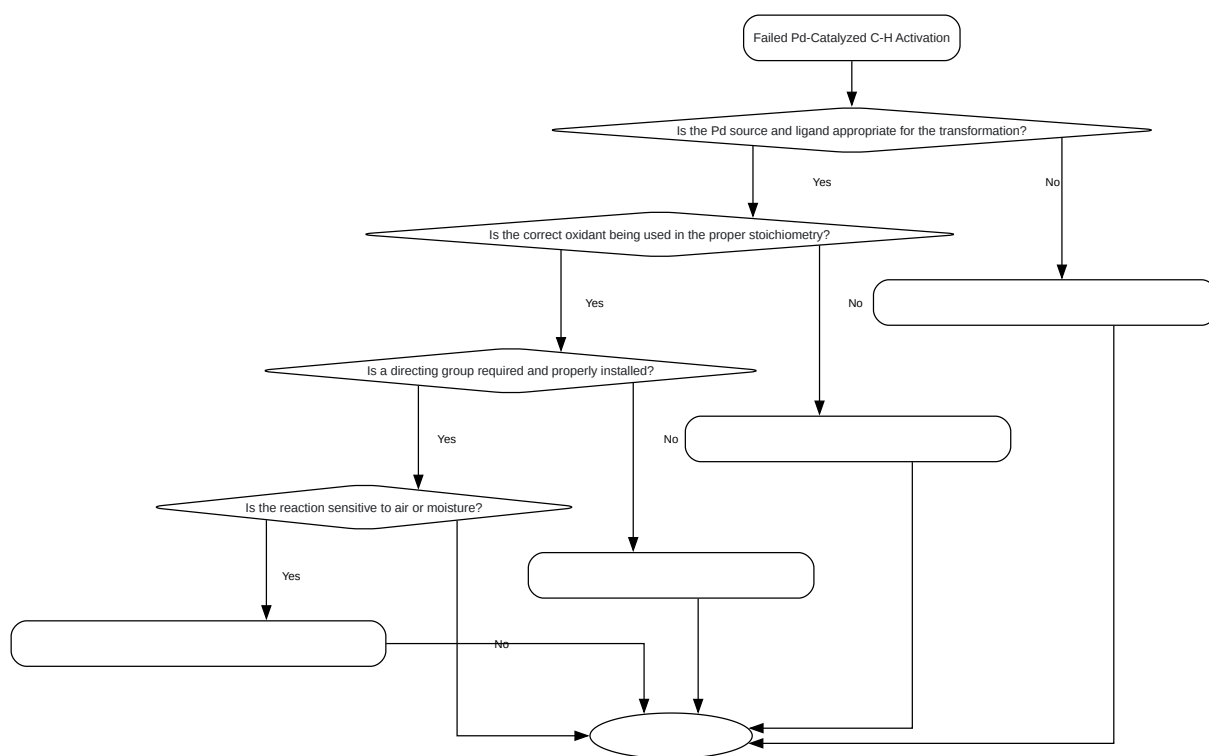 Failed Pd-Catalyzed C-H Activation
Is the Pd source and ligand appropriate for the transformation?
Yes
No
Is the correct oxidant being used in the proper stoichiometry?
Yes
No
Is a directing group required and properly installed?
Yes
No
Is the reaction sensitive to air or moisture?
Yes
No